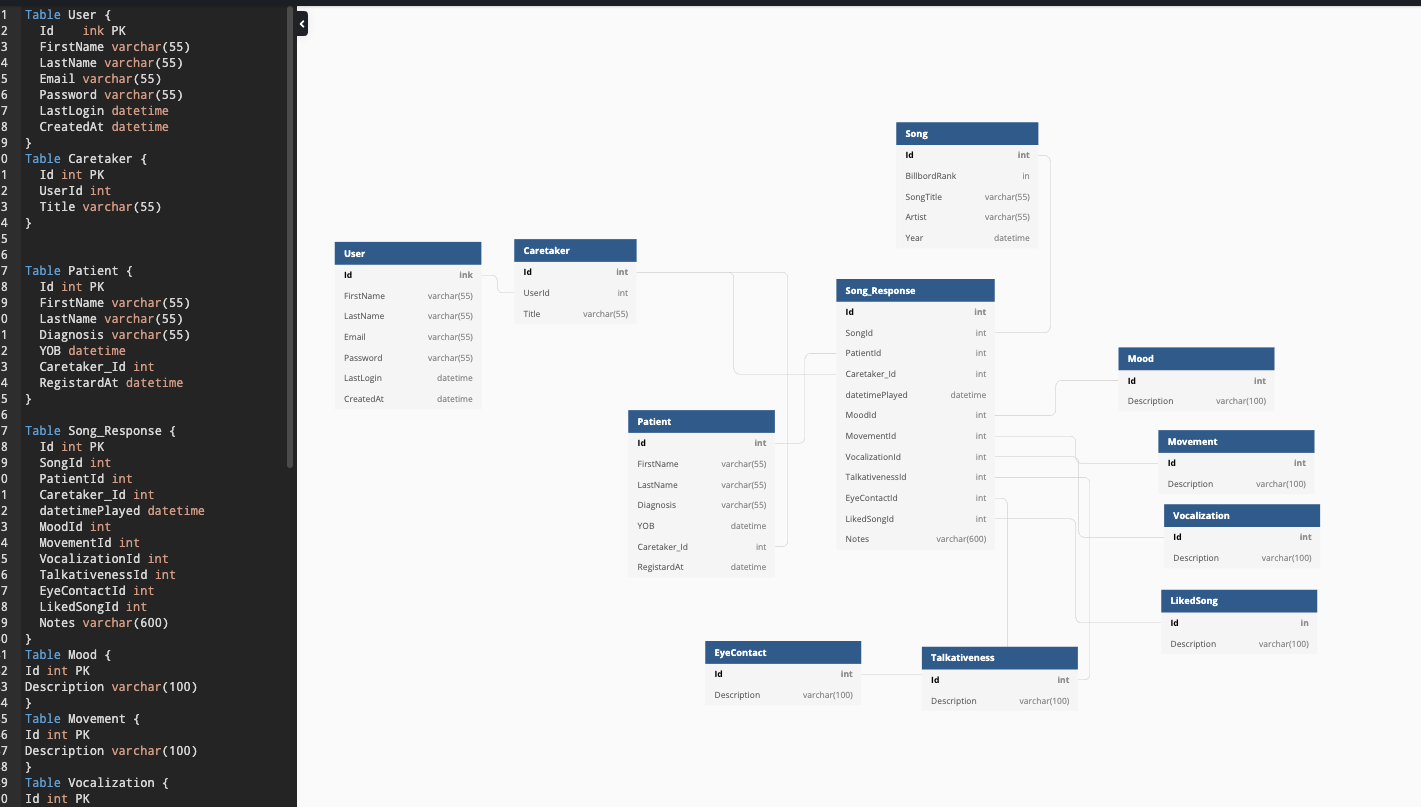 1 Table User {
2 Id ink PK
3 FirstName varchar(55)
4 LastName varchar(55)
5 Email varchar(55)
6 Password varchar(55)
7 LastLogin datetime
8 CreatedAt datetime
9 }
0 Table Caretaker {
1 Id int PK
2 UserId int
3 Title varchar(55)
4 }
5
6
7 Table Patient {
8 Id int PK
9 FirstName varchar(55)
0 LastName varchar(55)
1 Diagnosis varchar(55)
2 YOB datetime
3 Caretaker_Id int
4 RegistardAt datetime
5 }
6
7 Table Song_Response {
8 Id int PK
9 SongId int
0 PatientId int
1 Caretaker_Id int
2 datetimePlayed datetime
3 MoodId int
4 MovementId int
5 VocalizationId int
6 TalkativenessId int
7 EyeContactId int
8 LikedSongId int
9 Notes varchar(600)
0 }
1 Table Mood {
2 Id int PK
3 Description varchar(100)
4 }
5 Table Movement {
6 Id int PK
7 Description varchar(100)
8 }
9 Table Vocalization {
0 Id int PK
Song
Id int
BillbordRank in
SongTitle varchar(55)
Artist varchar(55)
Year datetime
User
Id ink
FirstName varchar(55)
LastName varchar(55)
Email varchar(55)
Password varchar(55)
LastLogin datetime
CreatedAt datetime
Caretaker
Id int
UserId int
Title varchar(55)
Song_Response
Id int
SongId int
PatientId int
Caretaker_Id int
datetimePlayed datetime
MoodId int
MovementId int
VocalizationId int
TalkativenessId int
EyeContactId int
LikedSongId int
Notes varchar(600)
Mood
Id int
Description varchar(100)
Patient
Id int
FirstName varchar(55)
LastName varchar(55)
Diagnosis varchar(55)
YOB datetime
Caretaker_Id int
RegistardAt datetime
Movement
Id int
Description varchar(100)
Vocalization
Id int
Description varchar(100)
LikedSong
Id in
Description varchar(100)
EyeContact
Id int
Description varchar(100)
Talkativeness
Id int
Description varchar(100)